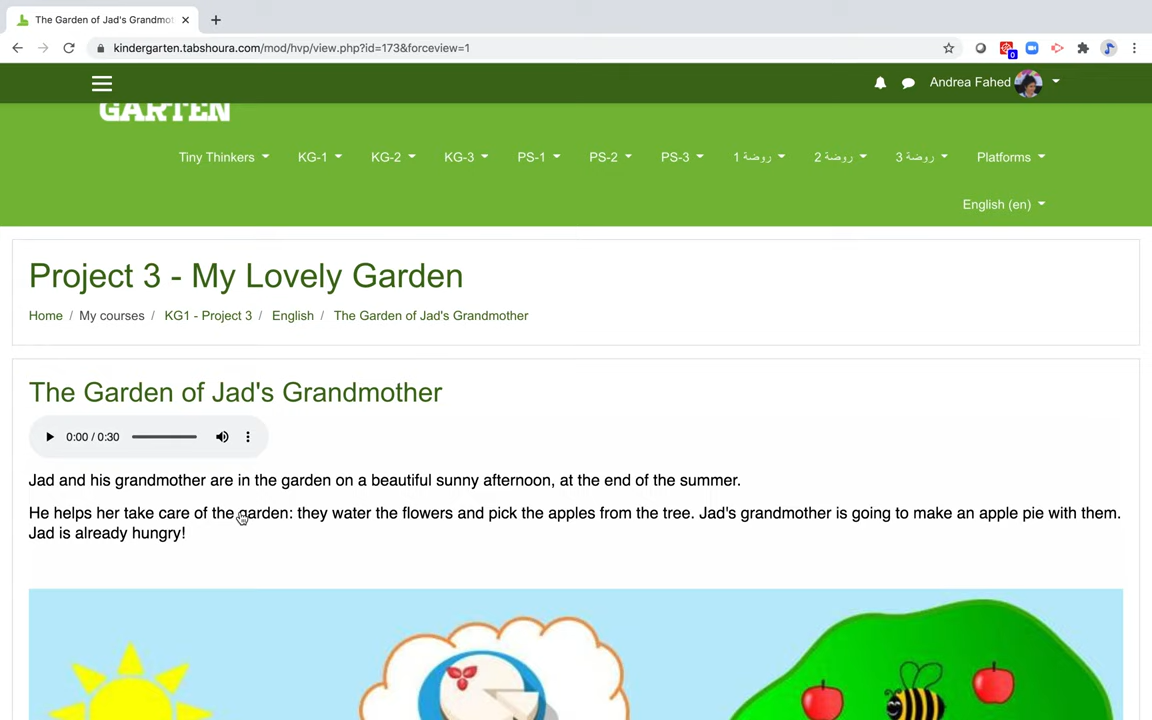 The Garden of Jad's Grandmot
kindergarten.tabshoura.com/mod/hvp/view.php?id=173&forceview=1
0
Andrea Fahed
GARTEN
Tiny Thinkers KG-1 KG-2 KG-3 PS-1 PS-2 PS-3 روضة 1 روضة 2 روضة 3 Platforms
English (en)
Project 3 - My Lovely Garden
Home / My courses / KG1 - Project 3 / English / The Garden of Jad's Grandmother
The Garden of Jad's Grandmother
0:00 / 0:30
Jad and his grandmother are in the garden on a beautiful sunny afternoon, at the end of the summer.
He helps her take care of the garden: they water the flowers and pick the apples from the tree. Jad's grandmother is going to make an apple pie with them.
Jad is already hungry!